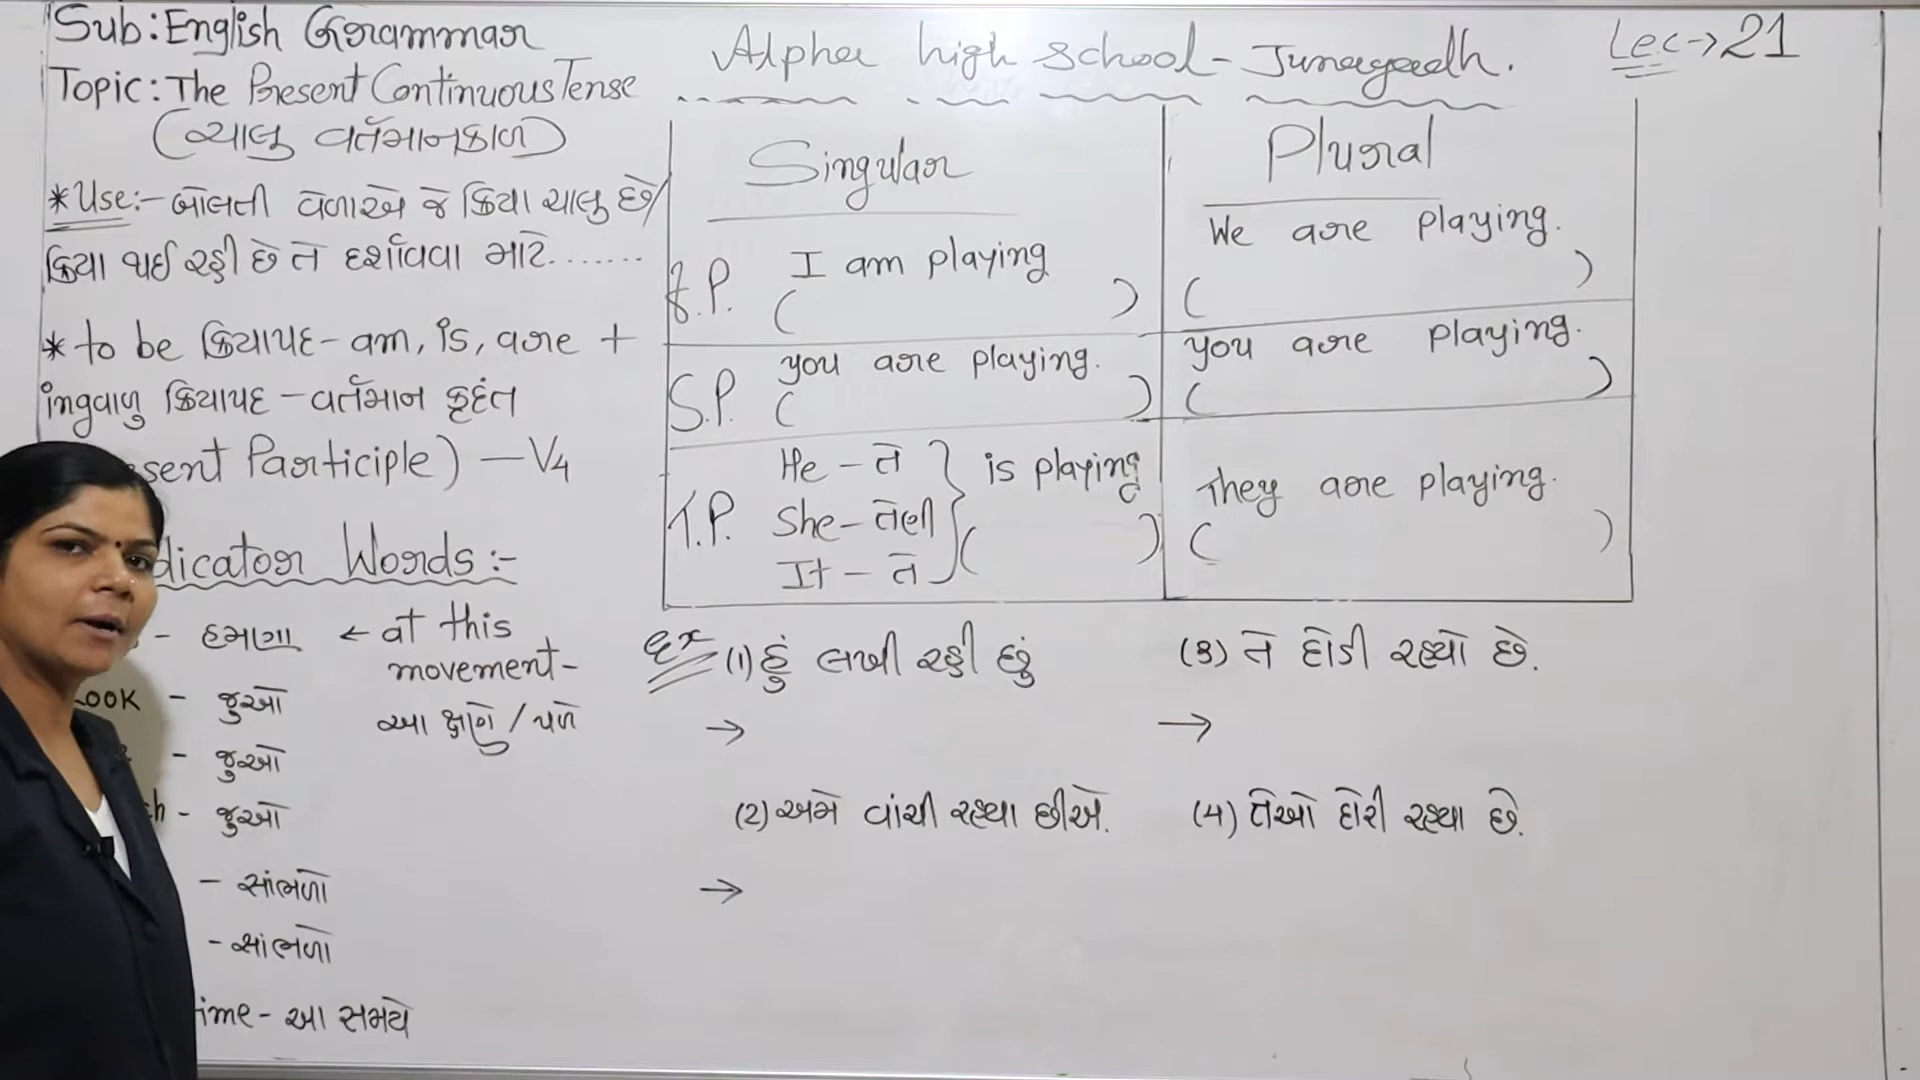 Sub:English Grammar
Topic:The Present Continuous Tense
(ચાલુ વર્તમાનકાળ)
*Use:- બોલતી વેળાએ જે ક્રિયા ચાલુ છે/
ક્રિયા થઈ રહી છે તે દર્શાવવા માટે.......
*to be ક્રિયાપદ-am, is, are +
ingવાળુ ક્રિયાપદ-વર્તમાન કૃદંત
sent Participle) - V4
dicator Words:-
- હમણા
← at this
movement-
આ ક્ષણે/પળે
Look - જુઓ
- જુઓ
ch - જુઓ
- સાંભળો
- સાંભળો
time- આ સમયે
Alpha high school-Junagadh.
Lec→21
Singular
Plural
F.P. I am playing
( )
We are playing.
( )
S.P. you are playing.
( )
you are playing.
( )
T.P. He - તે
She - તેણી
It - તે
} is playing
( )
They are playing.
( )
Ex (1) હું લખી રહી છું
→
(2) અમે વાંચી રહ્યા છીએ.
→
(3) તે દોડી રહ્યો છે.
→
(4) તેઓ દોરી રહ્યા છે.